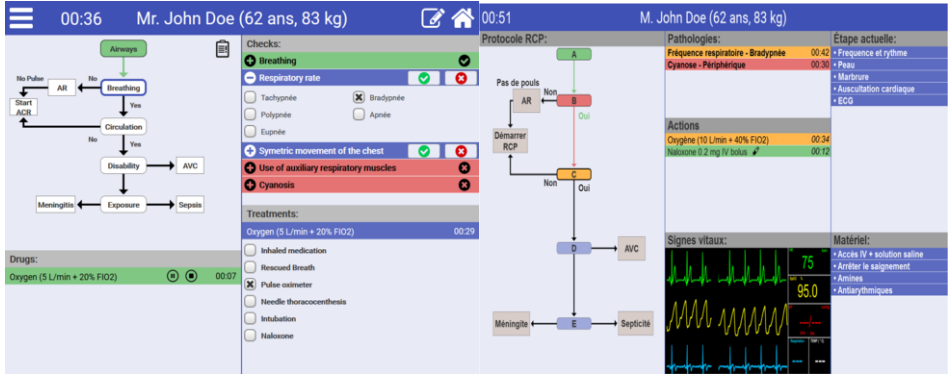 00:36 Mr. John Doe (62 ans, 83 kg)
Airways
No Pulse
No
AR
Breathing
Start
ACR
Yes
Circulation
No
Yes
Disability
AVC
Meningitis
Exposure
Sepsis
Drugs:
Oxygen (5 L/min + 20% FIO2) 00:07
Checks:
Breathing
Respiratory rate
Tachypnée
Bradypnée
Polypnée
Apnée
Eupnée
Symetric movement of the chest
Use of auxiliary respiratory muscles
Cyanosis
Treatments:
Oxygen (5 L/min + 20% FIO2) 00:29
Inhaled medication
Rescued Breath
Pulse oximeter
Needle thoracocenthesis
Intubation
Naloxone
00:51 M. John Doe (62 ans, 83 kg)
Protocole RCP:
A
Pas de pouls
Non
AR
B
Oui
Démarrer
RCP
C
Non
Oui
D
AVC
Méningite
E
Septicité
Pathologies:
Fréquence respiratoire - Bradypnée 00:42
Cyanose - Périphérique 00:30
Actions
Oxygène (10 L/min + 40% FIO2) 00:34
Naloxone 0.2 mg IV bolus 00:12
Signes vitaux:
75
95.0
---
---
Étape actuelle:
• Frequence et rythme
• Peau
• Marbrure
• Auscultation cardiaque
• ECG
Matériel:
• Accès IV + solution saline
• Arrêter le saignement
• Amines
• Antiarythmiques